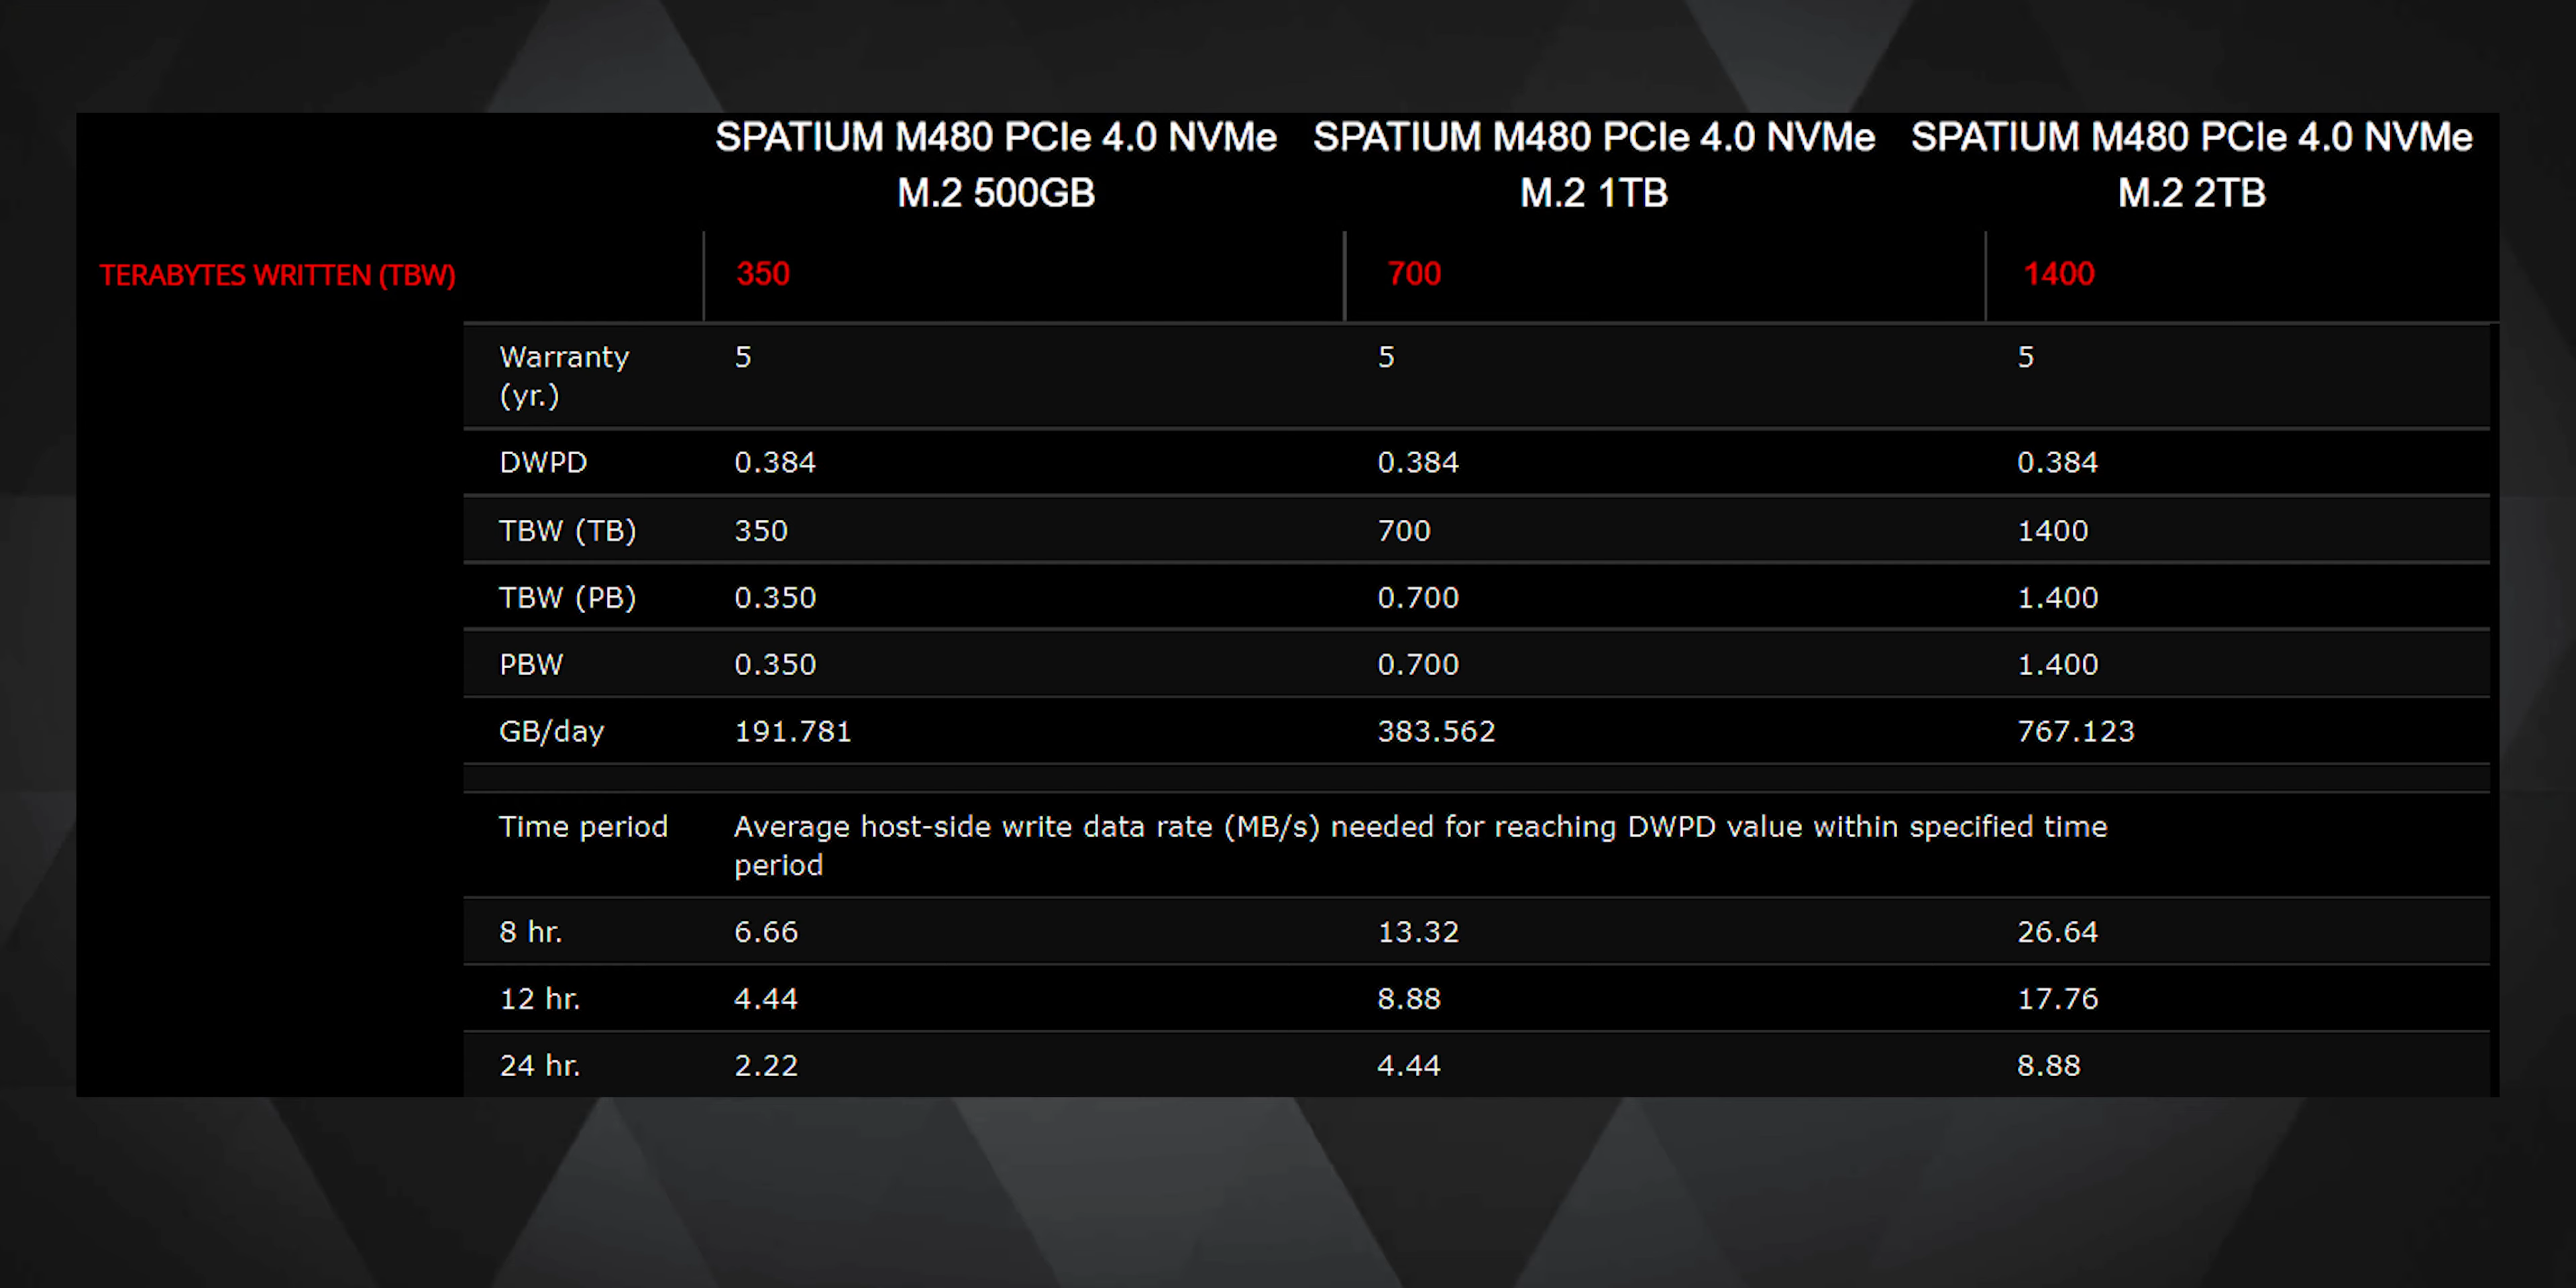 SPATIUM M480 PCIe 4.0 NVMe SPATIUM M480 PCIe 4.0 NVMe SPATIUM M480 PCIe 4.0 NVMe
M.2 500GB M.2 1TB M.2 2TB
TERABYTES WRITTEN (TBW) 350 700 1400
Warranty 5 5 5
(yr.)
DWPD 0.384 0.384 0.384
TBW (TB) 350 700 1400
TBW (PB) 0.350 0.700 1.400
PBW 0.350 0.700 1.400
GB/day 191.781 383.562 767.123
Time period Average host-side write data rate (MB/s) needed for reaching DWPD value within specified time
period
8 hr. 6.66 13.32 26.64
12 hr. 4.44 8.88 17.76
24 hr. 2.22 4.44 8.88